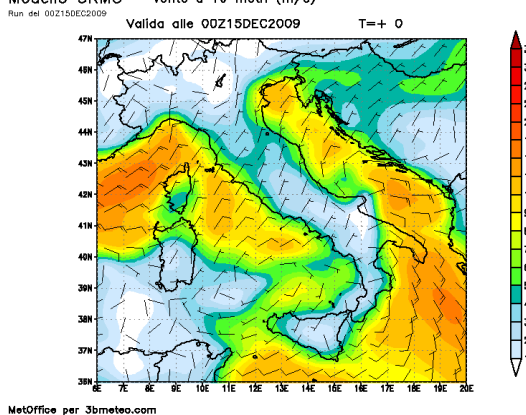 Run del 00Z15DEC2009
Valida alle 00Z15DEC2009 T=+ 0
47N
46N
45N
44N
43N
42N
41N
40N
39N
38N
37N
36N
6E 7E 8E 9E 10E 11E 12E 13E 14E 15E 16E 17E 18E 19E 20E
MetOffice per 3bmeteo.com